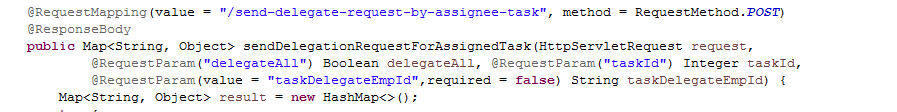 @RequestMapping(value = "/send-delegate-request-by-assignee-task", method = RequestMethod.POST)
@ResponseBody
public Map<String, Object> sendDelegationRequestForAssignedTask(HttpServletRequest request,
@RequestParam("delegateAll") Boolean delegateAll, @RequestParam("taskId") Integer taskId,
@RequestParam(value = "taskDelegateEmpId",required = false) String taskDelegateEmpId) {
Map<String, Object> result = new HashMap<>();